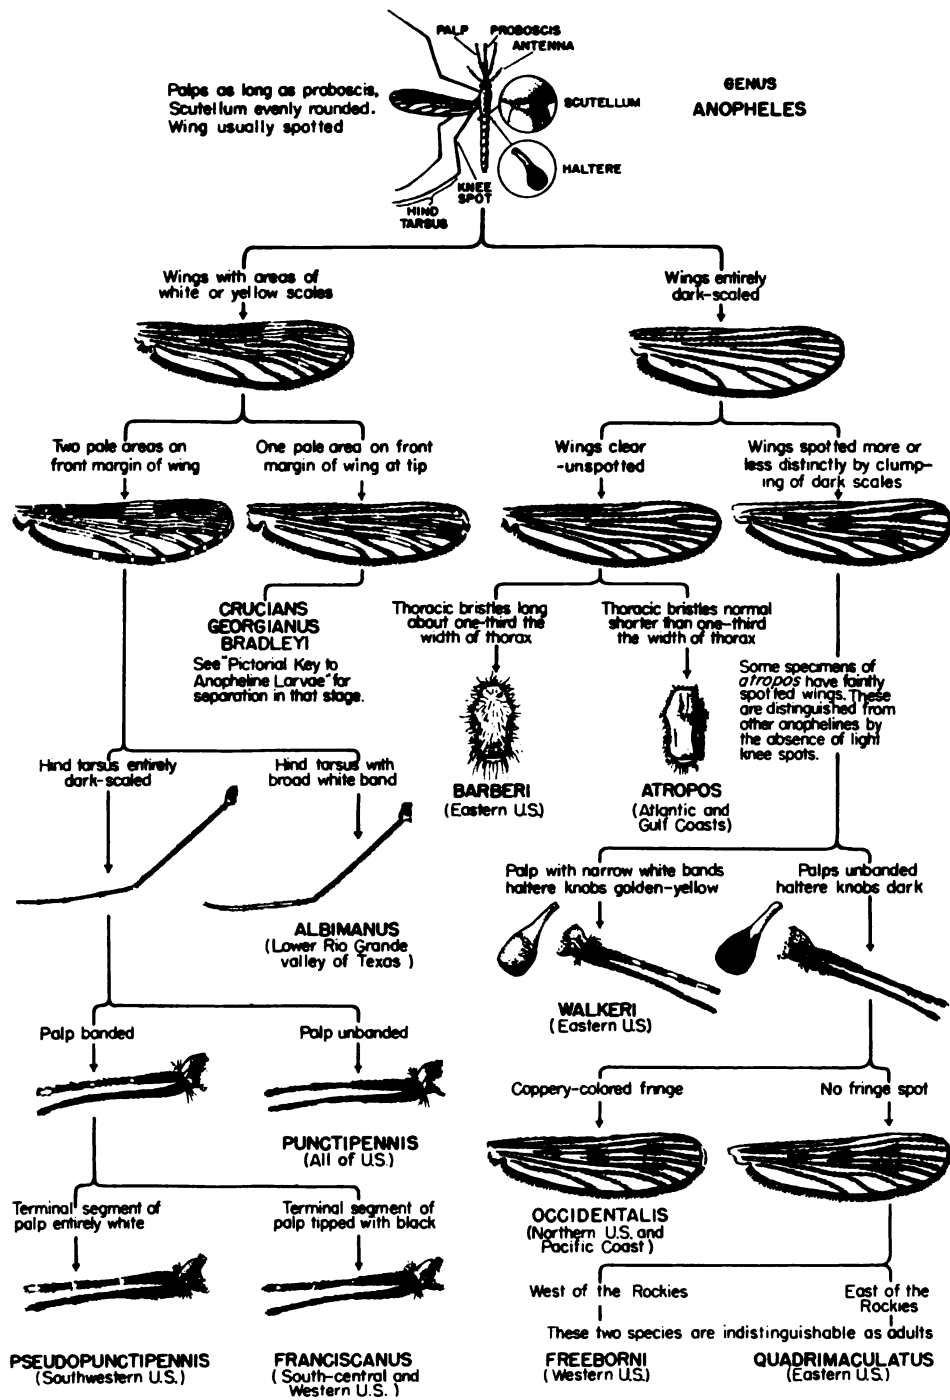 PALP
PROBOSCIS
ANTENNA
Palps as long as proboscis,
Scutellum evenly rounded.
Wing usually spotted
SCUTELLUM
HALTERE
KNEE
SPOT
HIND
TARSUS
GENUS
ANOPHELES
Wings with areas of
white or yellow scales
Wings entirely
dark-scaled
Two pale areas on
front margin of wing
One pale area on front
margin of wing at tip
Wings clear
-unspotted
Wings spotted more or
less distinctly by clump-
ing of dark scales
CRUCIANS
GEORGIANUS
BRADLEYI
See "Pictorial Key to
Anopheline Larvae" for
separation in that stage.
Thoracic bristles long
about one-third the
width of thorax
Thoracic bristles normal
shorter than one-third
the width of thorax
Some specimens of
atropos have faintly
spotted wings. These
are distinguished from
other anophelines by
the absence of light
knee spots.
BARBERI
(Eastern U.S.)
ATROPOS
(Atlantic and
Gulf Coasts)
Hind tarsus entirely
dark-scaled
Hind tarsus with
broad white band
ALBIMANUS
(Lower Rio Grande
valley of Texas)
Palp with narrow white bands
haltere knobs golden-yellow
Palps unbanded
haltere knobs dark
WALKERI
(Eastern U.S.)
Palp banded
Palp unbanded
PUNCTIPENNIS
(All of U.S.)
Coppery-colored fringe
No fringe spot
OCCIDENTALIS
(Northern U.S. and
Pacific Coast)
Terminal segment of
palp entirely white
Terminal segment of
palp tipped with black
PSEUDOPUNCTIPENNIS
(Southwestern U.S.)
FRANCISCANUS
(South-central and
Western U.S.)
West of the Rockies
East of the
Rockies
These two species are indistinguishable as adults
FREEBORNI
(Western U.S.)
QUADRIMACULATUS
(Eastern U.S.)